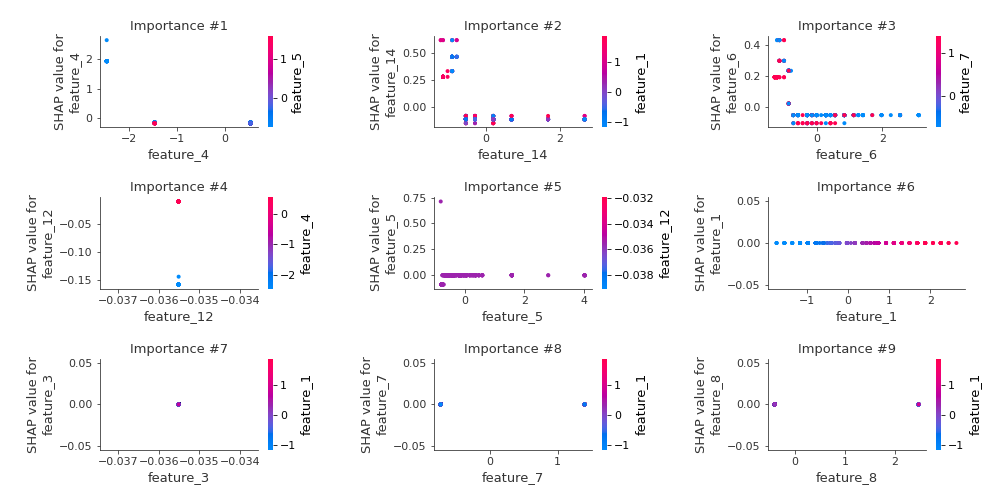 Importance #1
SHAP value for
feature_4
2
1
0
−2
−1
0
feature_4
1
0
feature_5
Importance #2
SHAP value for
feature_14
0.50
0.25
0.00
0
2
feature_14
1
0
−1
feature_1
Importance #3
SHAP value for
feature_6
0.4
0.2
0.0
0
2
feature_6
1
0
feature_7
Importance #4
SHAP value for
feature_12
−0.05
−0.10
−0.15
−0.037
−0.036
−0.035
−0.034
feature_12
0
−1
−2
feature_4
Importance #5
SHAP value for
feature_5
0.75
0.50
0.25
0.00
0
2
4
feature_5
−0.032
−0.034
−0.036
−0.038
feature_12
Importance #6
SHAP value for
feature_1
0.05
0.00
−0.05
−1
0
1
2
feature_1
Importance #7
SHAP value for
feature_3
0.05
0.00
−0.05
−0.037
−0.036
−0.035
−0.034
feature_3
1
0
−1
feature_1
Importance #8
SHAP value for
feature_7
0.05
0.00
−0.05
0
1
feature_7
1
0
−1
feature_1
Importance #9
SHAP value for
feature_8
0.05
0.00
−0.05
0
1
2
feature_8
1
0
−1
feature_1